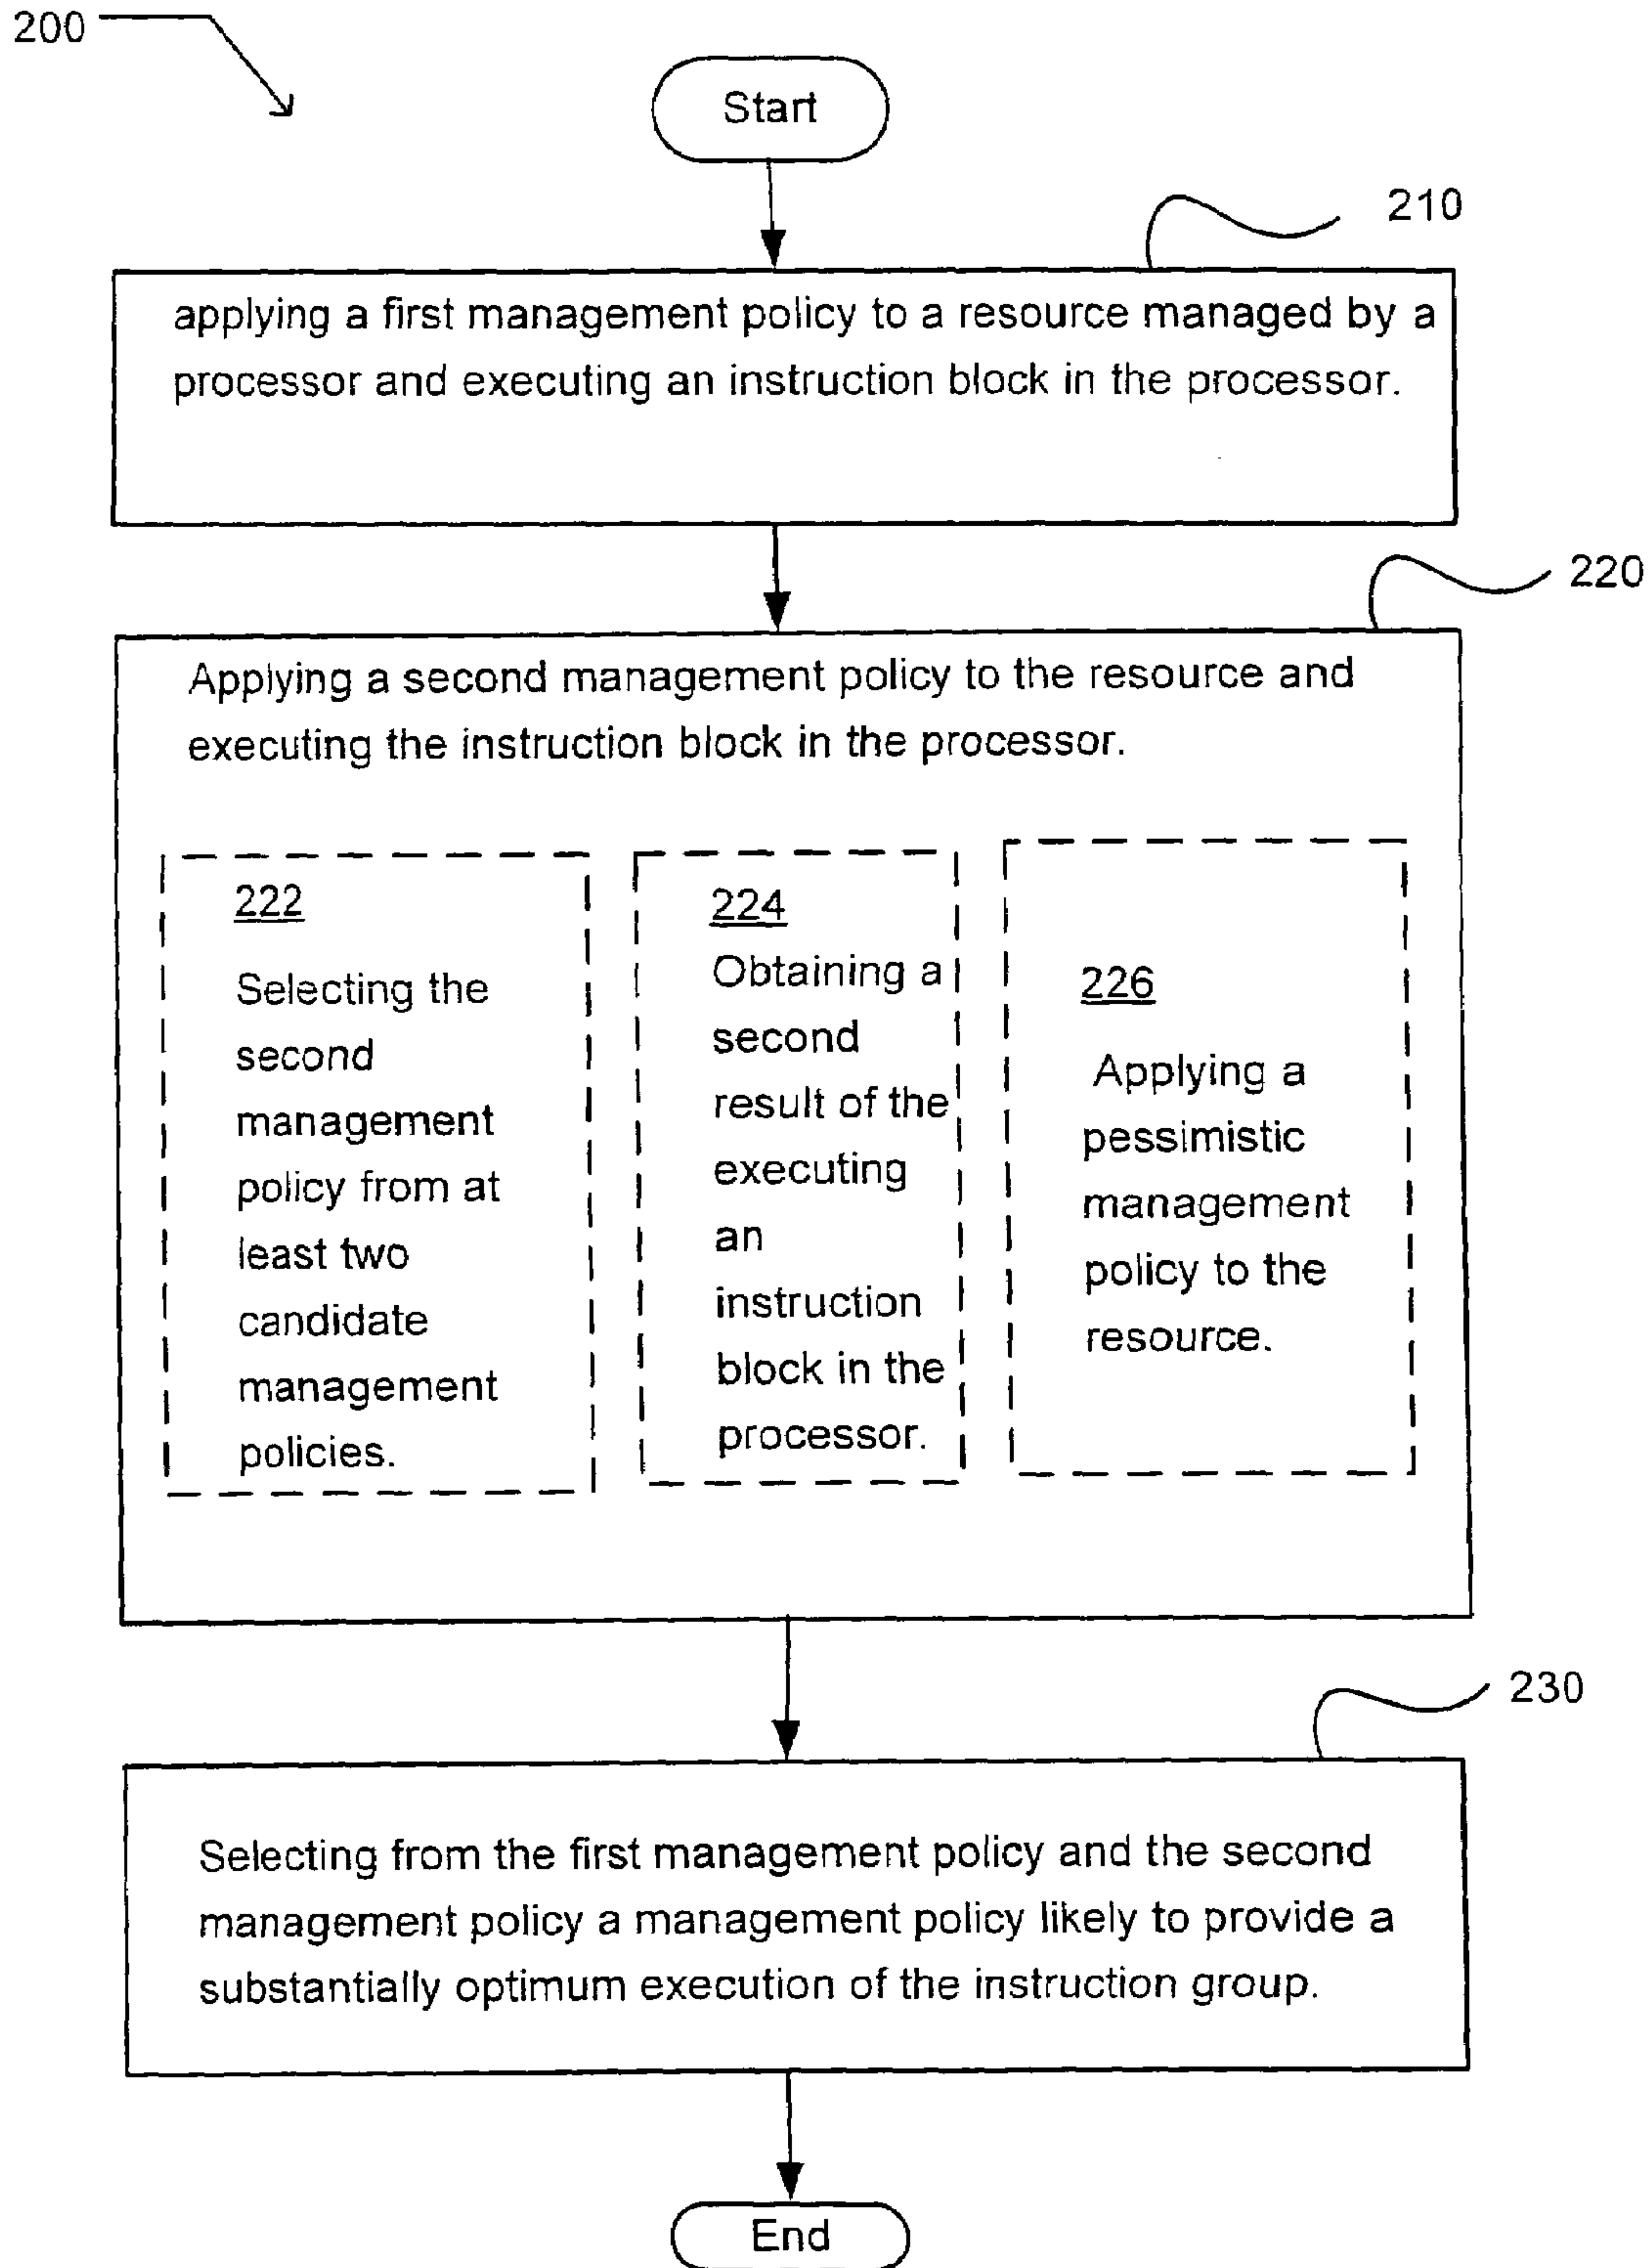 200
Start
210
applying a first management policy to a resource managed by a
processor and executing an instruction block in the processor.
220
Applying a second management policy to the resource and
executing the instruction block in the processor.
222
Selecting the
second
management
policy from at
least two
candidate
management
policies.
224
Obtaining a
second
result of the
executing
an
instruction
block in the
processor.
226
Applying a
pessimistic
management
policy to the
resource.
230
Selecting from the first management policy and the second
management policy a management policy likely to provide a
substantially optimum execution of the instruction group.
End